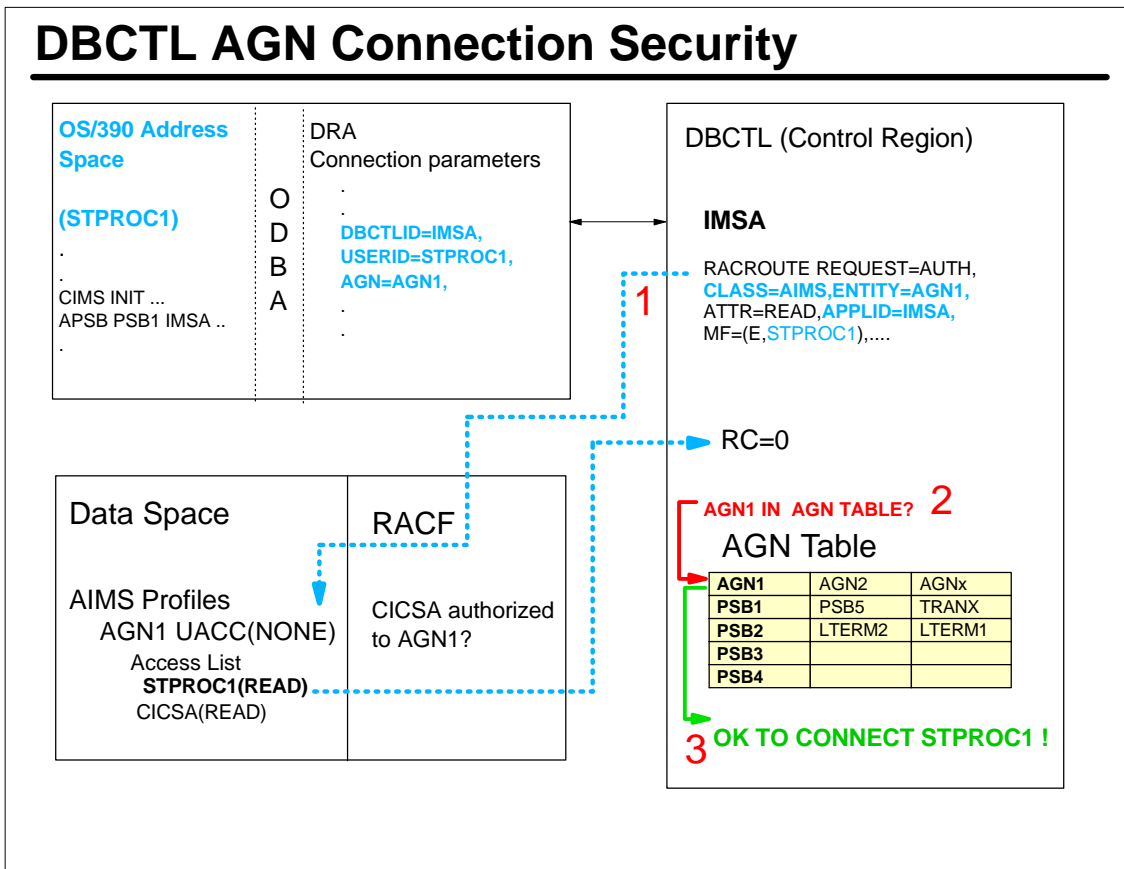 DBCTL AGN Connection Security
OS/390 Address
Space
(STPROC1)
.
.
CIMS INIT ...
APSB PSB1 IMSA ..
.
O
D
B
A
DRA
Connection parameters
.
.
DBCTLID=IMSA,
USERID=STPROC1,
AGN=AGN1,
.
.
DBCTL (Control Region)
IMSA
RACROUTE REQUEST=AUTH,
CLASS=AIMS,ENTITY=AGN1,
ATTR=READ,APPLID=IMSA,
MF=(E,STPROC1),....
1
RC=0
Data Space
AIMS Profiles
AGN1 UACC(NONE)
Access List
STPROC1(READ)
CICSA(READ)
RACF
CICSA authorized
to AGN1?
AGN1 IN AGN TABLE? 2
AGN Table
AGN1 AGN2 AGNx
PSB1 PSB5 TRANX
PSB2 LTERM2 LTERM1
PSB3
PSB4
3 OK TO CONNECT STPROC1 !